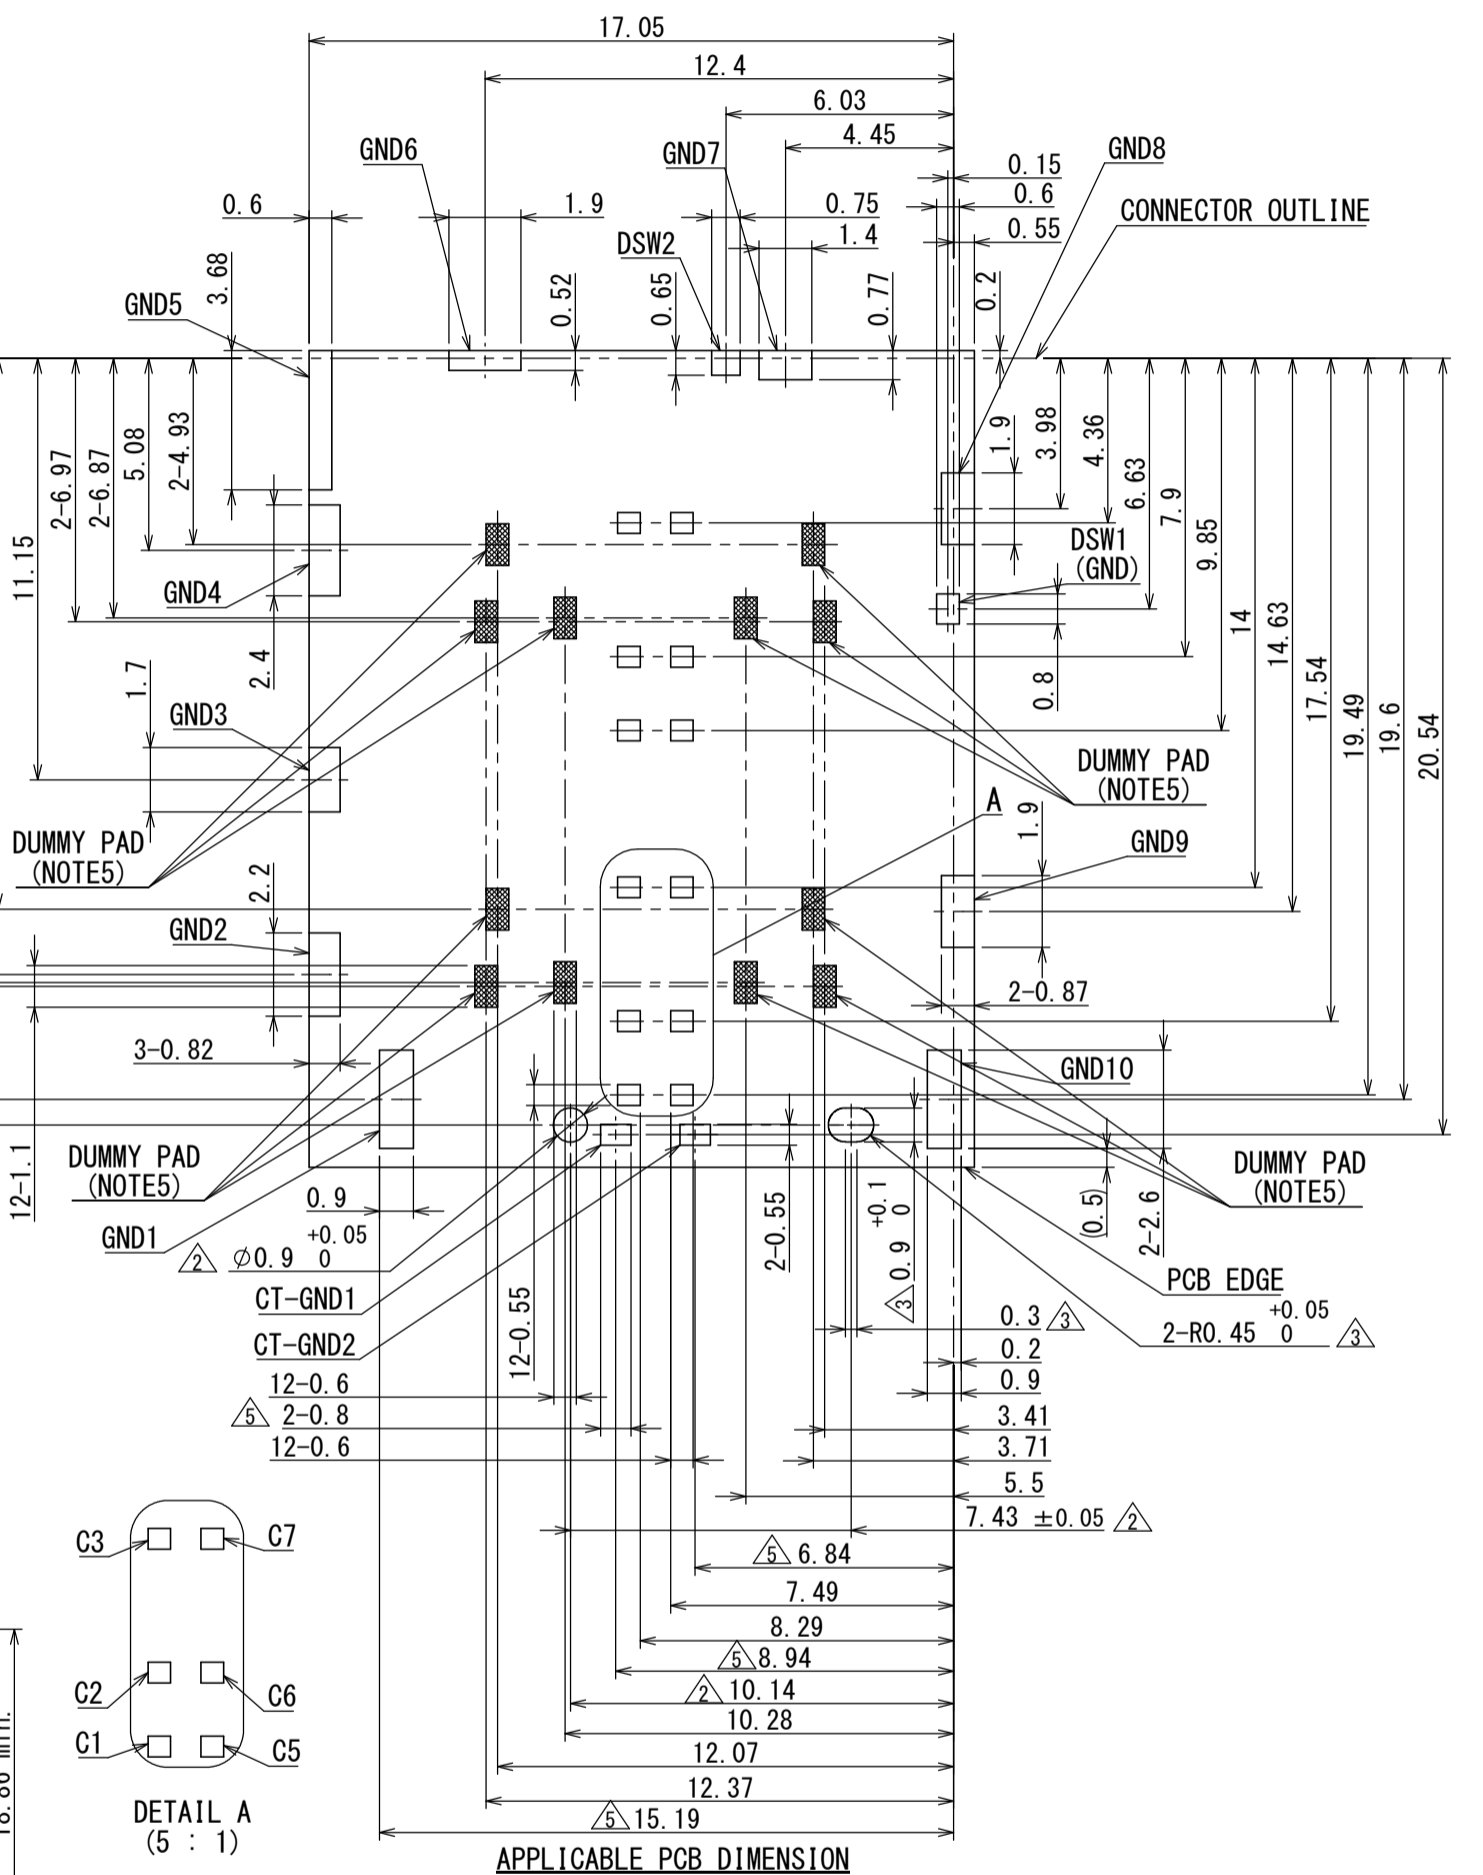 17.05
12.4
6.03
4.45
GND6
GND7
0.15
GND8
0.6
1.9
0.75
0.6
CONNECTOR OUTLINE
DSW2
1.4
0.55
3.68
GND5
0.52
0.65
0.77
0.2
11.15
2-6.97
2-6.87
5.08
2-4.93
1.9
3.98
4.36
6.63
7.9
9.85
14
14.63
17.54
19.49
19.6
20.54
DSW1
(GND)
GND4
2.4
0.8
1.7
GND3
DUMMY PAD
(NOTE5)
DUMMY PAD
(NOTE5)
A
1.9
GND9
2.2
GND2
2-0.87
3-0.82
GND10
12-1.1
DUMMY PAD
(NOTE5)
DUMMY PAD
(NOTE5)
0.9
GND1
2 ∅0.9 +0.05 0
2-0.55
3 0.9 +0.1 0
(0.5)
2-2.6
PCB EDGE
CT-GND1
CT-GND2
12-0.55
0.3 3
2-R0.45 +0.05 0 3
0.2
12-0.6
0.9
5 2-0.8
3.41
12-0.6
3.71
5.5
7.43 ±0.05 2
5 6.84
7.49
8.29
5 8.94
2 10.14
10.28
12.07
12.37
5 15.19
C3
C7
C2
C6
C1
C5
DETAIL A
(5 : 1)
APPLICABLE PCB DIMENSION